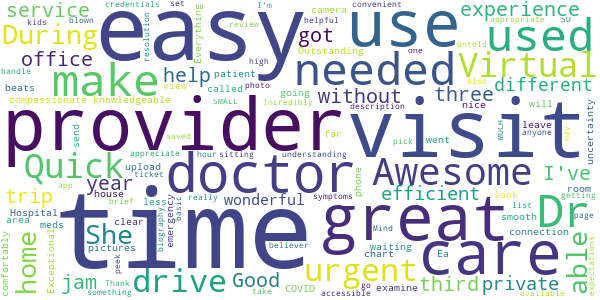 kids blown credentials set I'm camera convenient appropriate SO
service Everything review helpful Outstanding experience untold
During easy use used
resolution office got needed Virtual
one Also
beats make high photo SMALL without three different handle
compassionate knowledgeable view help patient called Incredibly going description nice will leave anyone uncertainty
provider visit
Quick saved appreciate hour sitting understanding far phone went pick MUCH way
send doctor Awesome I've
trip upload ticket year house app brief really symptoms efficient look room getting
She wonderful less basic emergency great Dr
Hospital meds clear biography Mind list smooth page
area pictures believer waiting chart connection Ea care able
home comfortably Exceptional jam peek Thank something drive Good take COVID urgent accessible go examine third private available expectations